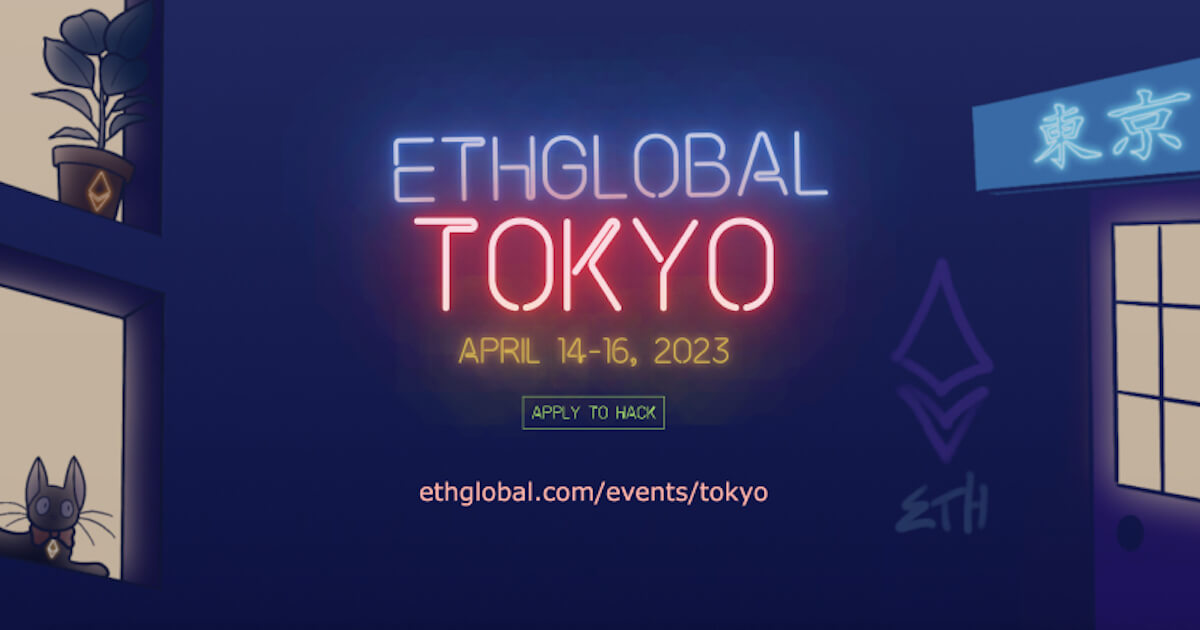 ETHGLOBAL
TOKYO
APRIL 14-16, 2023
APPLY TO HACK
ethglobal.com/events/tokyo
東京
ETH